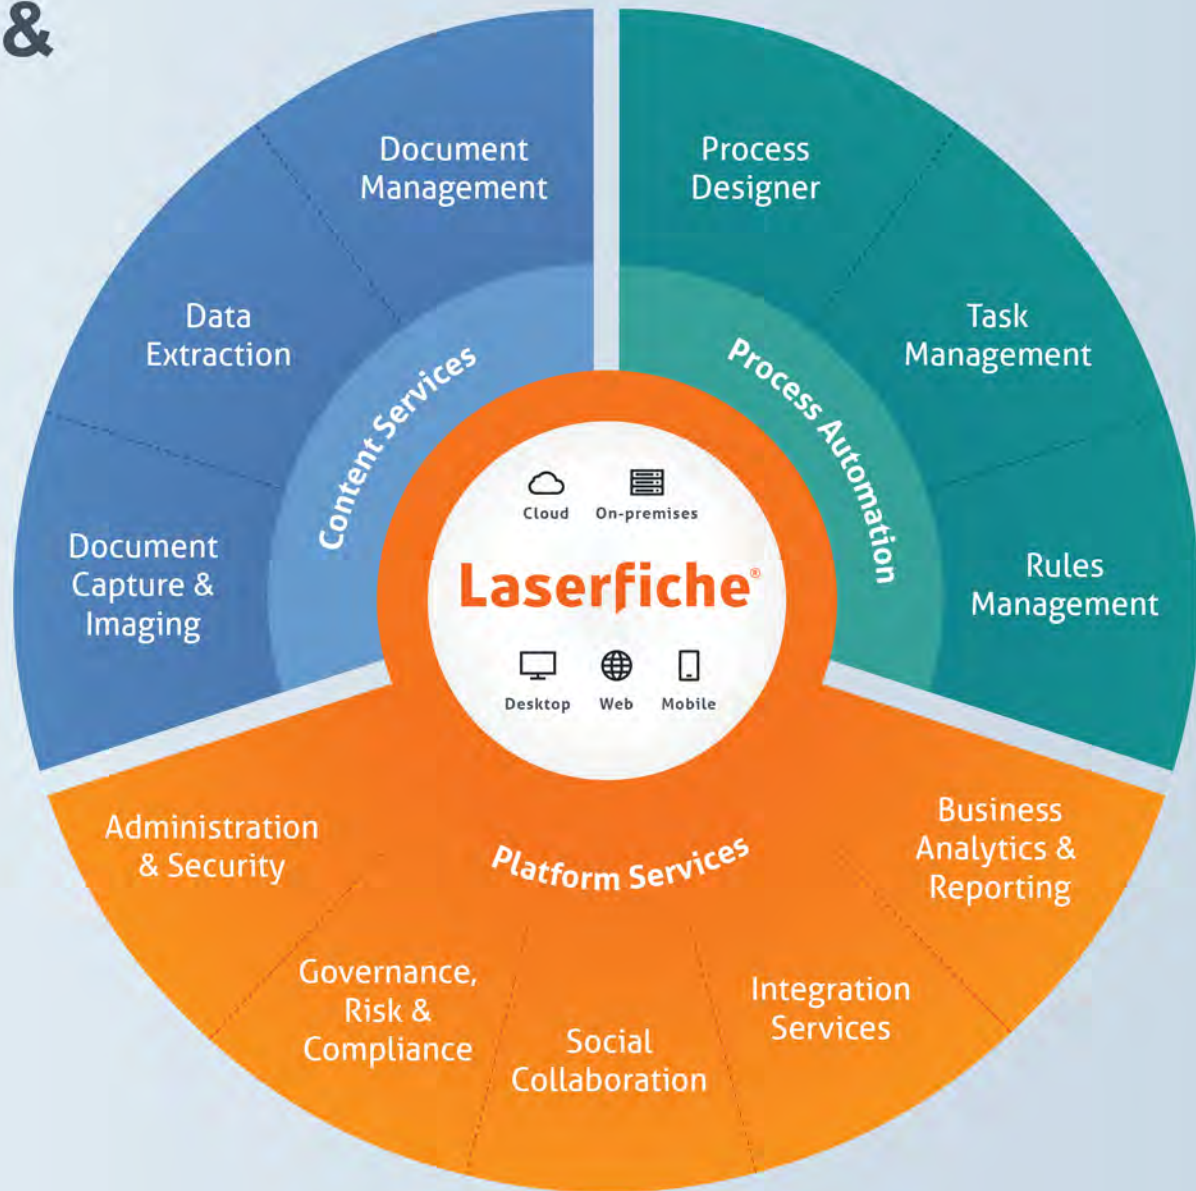 &
Document
Management
Process
Designer
Data
Extraction
Task
Management
Content Services
Process Automation
Document
Capture &
Imaging
Rules
Management
Cloud
On-premises
Laserfiche®
Desktop
Web
Mobile
Platform Services
Administration
& Security
Governance,
Risk &
Compliance
Social
Collaboration
Integration
Services
Business
Analytics &
Reporting